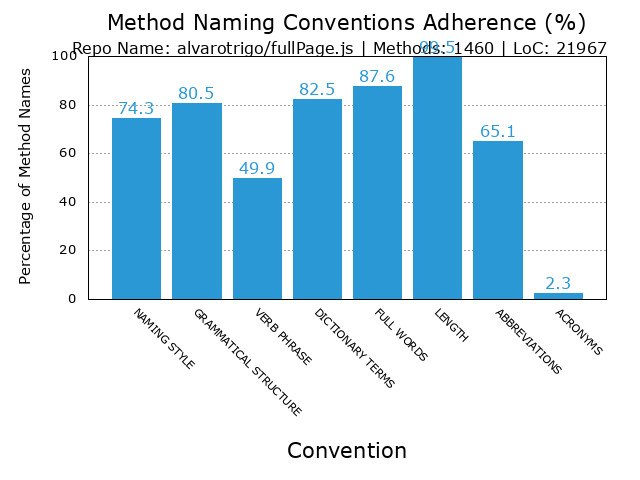 Method Naming Conventions Adherence (%)
Repo Name: alvarotrigo/fullPage.js | Methods: 1460 | LoC: 21967
Percentage of Method Names
100
80
60
40
20
0
74.3
80.5
49.9
82.5
87.6
99.5
65.1
2.3
NAMING STYLE
GRAMMATICAL STRUCTURE
VERB PHRASE
DICTIONARY TERMS
FULL WORDS
LENGTH
ABBREVIATIONS
ACRONYMS
Convention